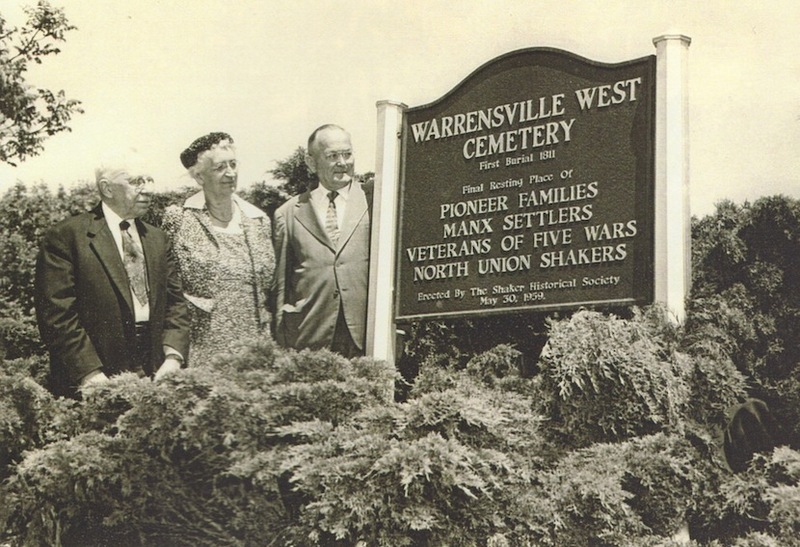 WARRENSVILLE WEST
CEMETERY
First Burial 1811
Final Resting Place of
PIONEER FAMILIES
MANX SETTLERS
VETERANS OF FIVE WARS
NORTH UNION SHAKERS
Erected By The Shaker Historical Society
May 30, 1959.